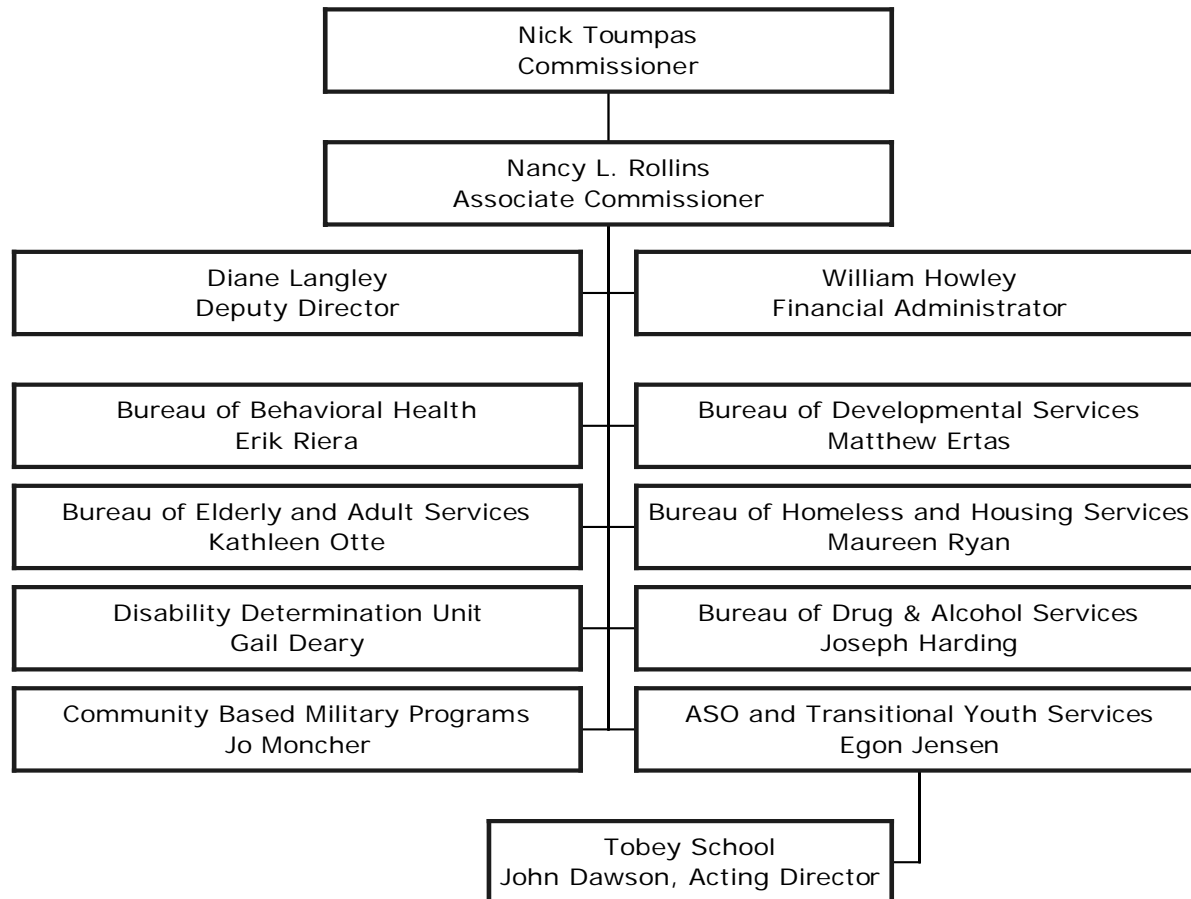 Nick Toumpas
Commissioner
Nancy L. Rollins
Associate Commissioner
Diane Langley
Deputy Director
William Howley
Financial Administrator
Bureau of Behavioral Health
Erik Riera
Bureau of Developmental Services
Matthew Ertas
Bureau of Elderly and Adult Services
Kathleen Otte
Bureau of Homeless and Housing Services
Maureen Ryan
Disability Determination Unit
Gail Deary
Bureau of Drug & Alcohol Services
Joseph Harding
Community Based Military Programs
Jo Moncher
ASO and Transitional Youth Services
Egon Jensen
Tobey School
John Dawson, Acting Director